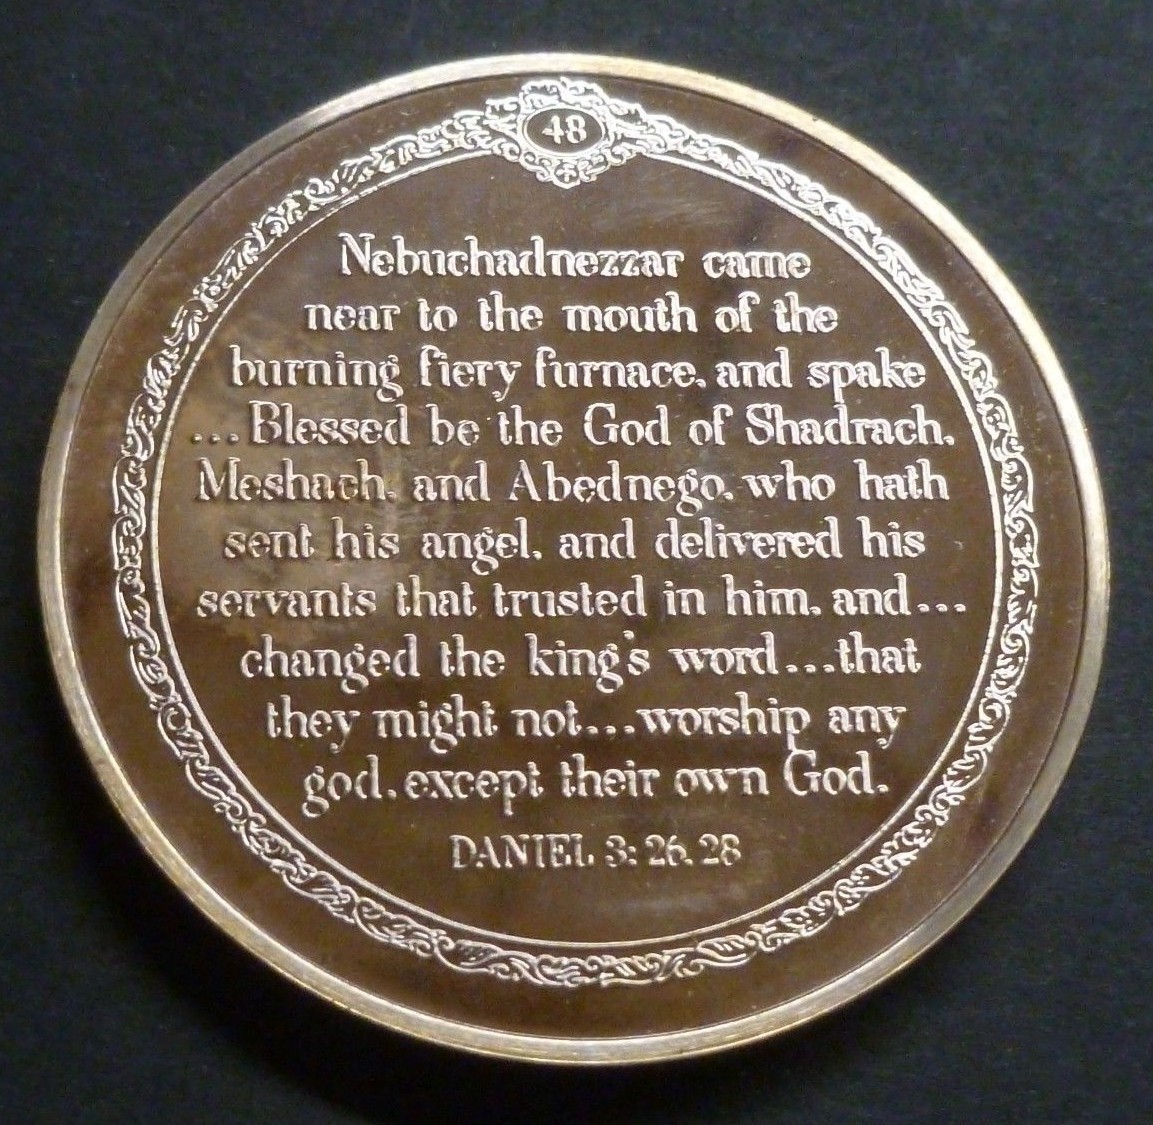 48
Nebuchadnezzar came
near to the mouth of the
burning fiery furnace, and spake
...Blessed be the God of Shadrach,
Meshach, and Abednego, who hath
sent his angel, and delivered his
servants that trusted in him, and...
changed the king's word...that
they might not...worship any
god, except their own God.
DANIEL 3: 26, 28